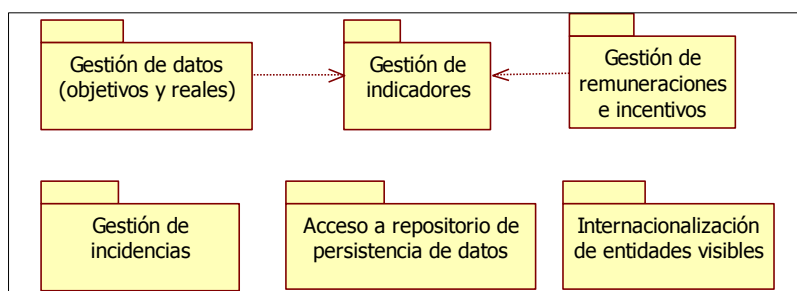 Gestión de datos
(objetivos y reales)
Gestión de
indicadores
Gestión de
remuneraciones
e incentivos
Gestión de
incidencias
Acceso a repositorio de
persistencia de datos
Internacionalización
de entidades visibles